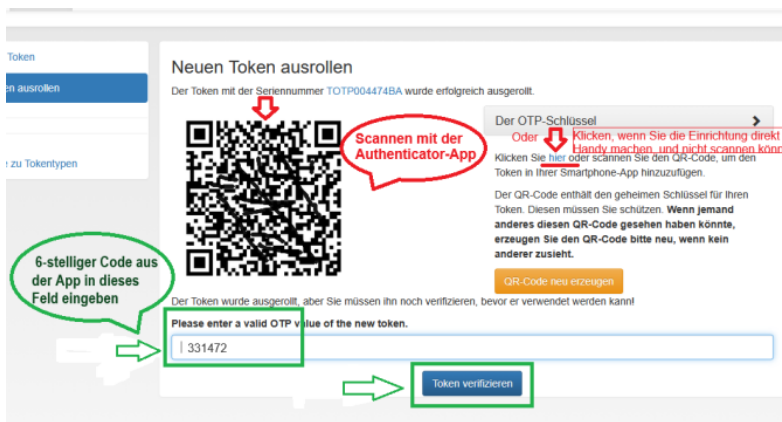 Token
en ausrollen
e zu Tokentypen
Neuen Token ausrollen
Der Token mit der Seriennummer TOTP004474BA wurde erfolgreich ausgerollt.
Scannen mit der
Authenticator-App
Der OTP-Schlüssel
Oder
Klicken, wenn Sie die Einrichtung direkt
Handy machen, und nicht scannen könn
Klicken Sie hier oder scannen Sie den QR-Code, um den
Token in Ihrer Smartphone-App hinzuzufügen.
Der QR-Code enthält den geheimen Schlüssel für Ihren
Token. Diesen müssen Sie schützen. Wenn jemand
anderes diesen QR-Code gesehen haben könnte,
erzeugen Sie den QR-Code bitte neu, wenn kein
anderer zusieht.
QR-Code neu erzeugen
6-stelliger Code aus
der App in dieses
Feld eingeben
Der Token wurde ausgerollt, aber Sie müssen ihn noch verifizieren, bevor er verwendet werden kann!
Please enter a valid OTP value of the new token.
331472
Token verifizieren